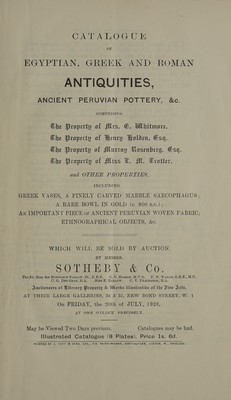 CATALOGUE
OF
EGYPTIAN, GREEK AND ROMAN
ANTIQUITIES,
ANCIENT PERUVIAN POTTERY, &c.
COMPRISING
The Property of Mrs. G. Whitmore.
The Property of Henry Holden, Esq.
The Property of Murray Rosenberg, Esq.
The Property of Miss L. M. Trotter,
and OTHER PROPERTIES,
INCLUDING
GREEK VASES, A FINELY CARVED MARBLE SARCOPHAGUS;
A RARE BOWL IN GOLD
AN IMPORTANT PIECE OF ANCIENT PERUVIAN WOVEN FABRIC;
ETHNOGRAPHICAL OBJECTS, &c.
WHICH WILL BE SOLD BY AUCTION
BY MESSRS.
SOTHEBY & Co.
Auctioneers of Literary Property & Works illustrative of the Fine Arts,
AT THEIR LARGE GALLERIES, 34 & 35, NEW BOND STREET, W. 1
On FRIDAY, the 20th of JULY, 1928,
AT ONE O'CLOCK PRECISELY.
May be Viewed Two Days previous. Catalogues may be had.
Illustrated Catalogue (8 Plates), Price 1s. 6d.